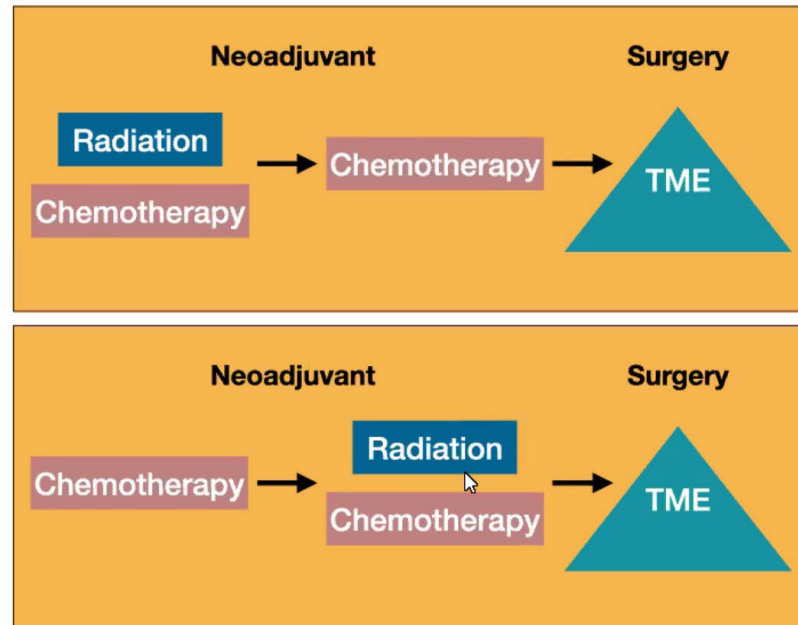 Neoadjuvant Surgery
Radiation
Chemotherapy
Chemotherapy
TME
Neoadjuvant Surgery
Chemotherapy
Radiation
Chemotherapy
TME